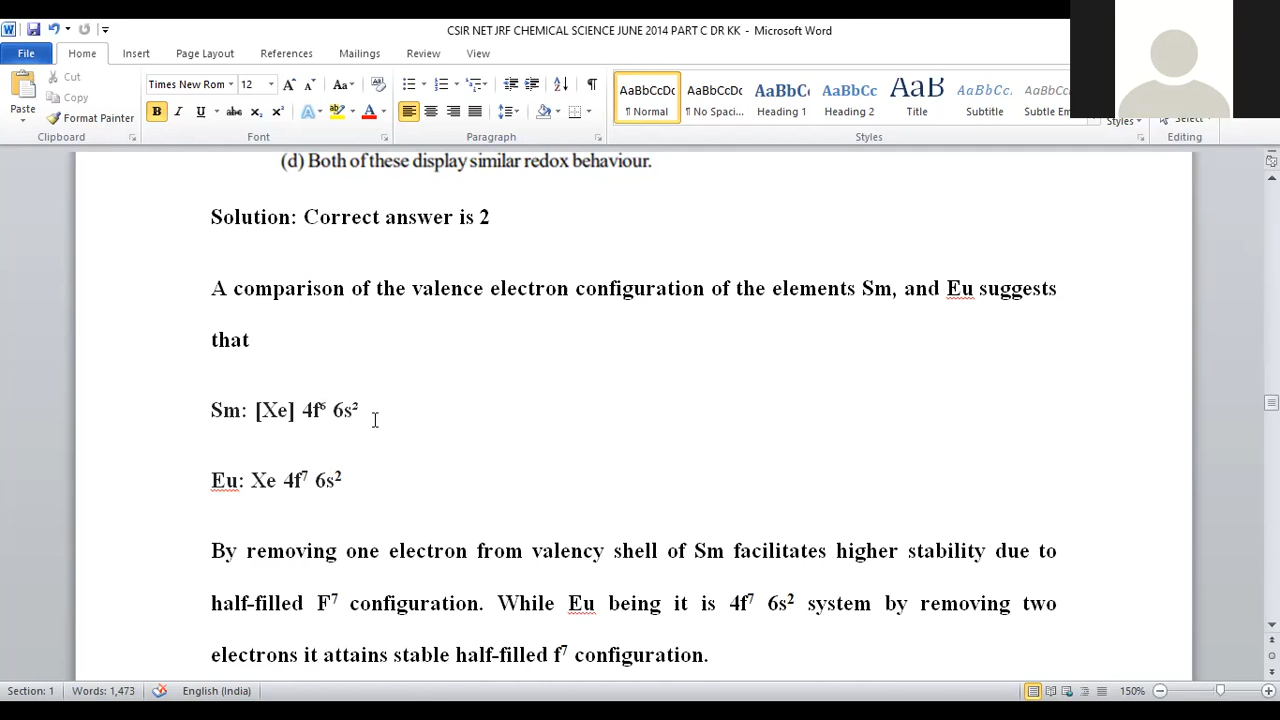 CSIR NET JRF CHEMICAL SCIENCE JUNE 2014 PART C DR KK - Microsoft Word
File Home Insert Page Layout References Mailings Review View
Paste
Cut
Copy
Format Painter
Clipboard
Times New Rom 12
Font
Paragraph
AaBbCcDc AaBbCcDc AaBbCc AaBbCc AaB AaBbCc. AaBbCcDc
¶ Normal ¶ No Spaci... Heading 1 Heading 2 Title Subtitle Subtle Em
Styles
Styles
Select
Editing
(d) Both of these display similar redox behaviour.
Solution: Correct answer is 2
A comparison of the valence electron configuration of the elements Sm, and Eu suggests
that
Sm: [Xe] 4f⁶ 6s²
Eu: Xe 4f⁷ 6s²
By removing one electron from valency shell of Sm facilitates higher stability due to
half-filled F⁷ configuration. While Eu being it is 4f⁷ 6s² system by removing two
electrons it attains stable half-filled f⁷ configuration.
Section: 1 Words: 1,473 English (India) 150%